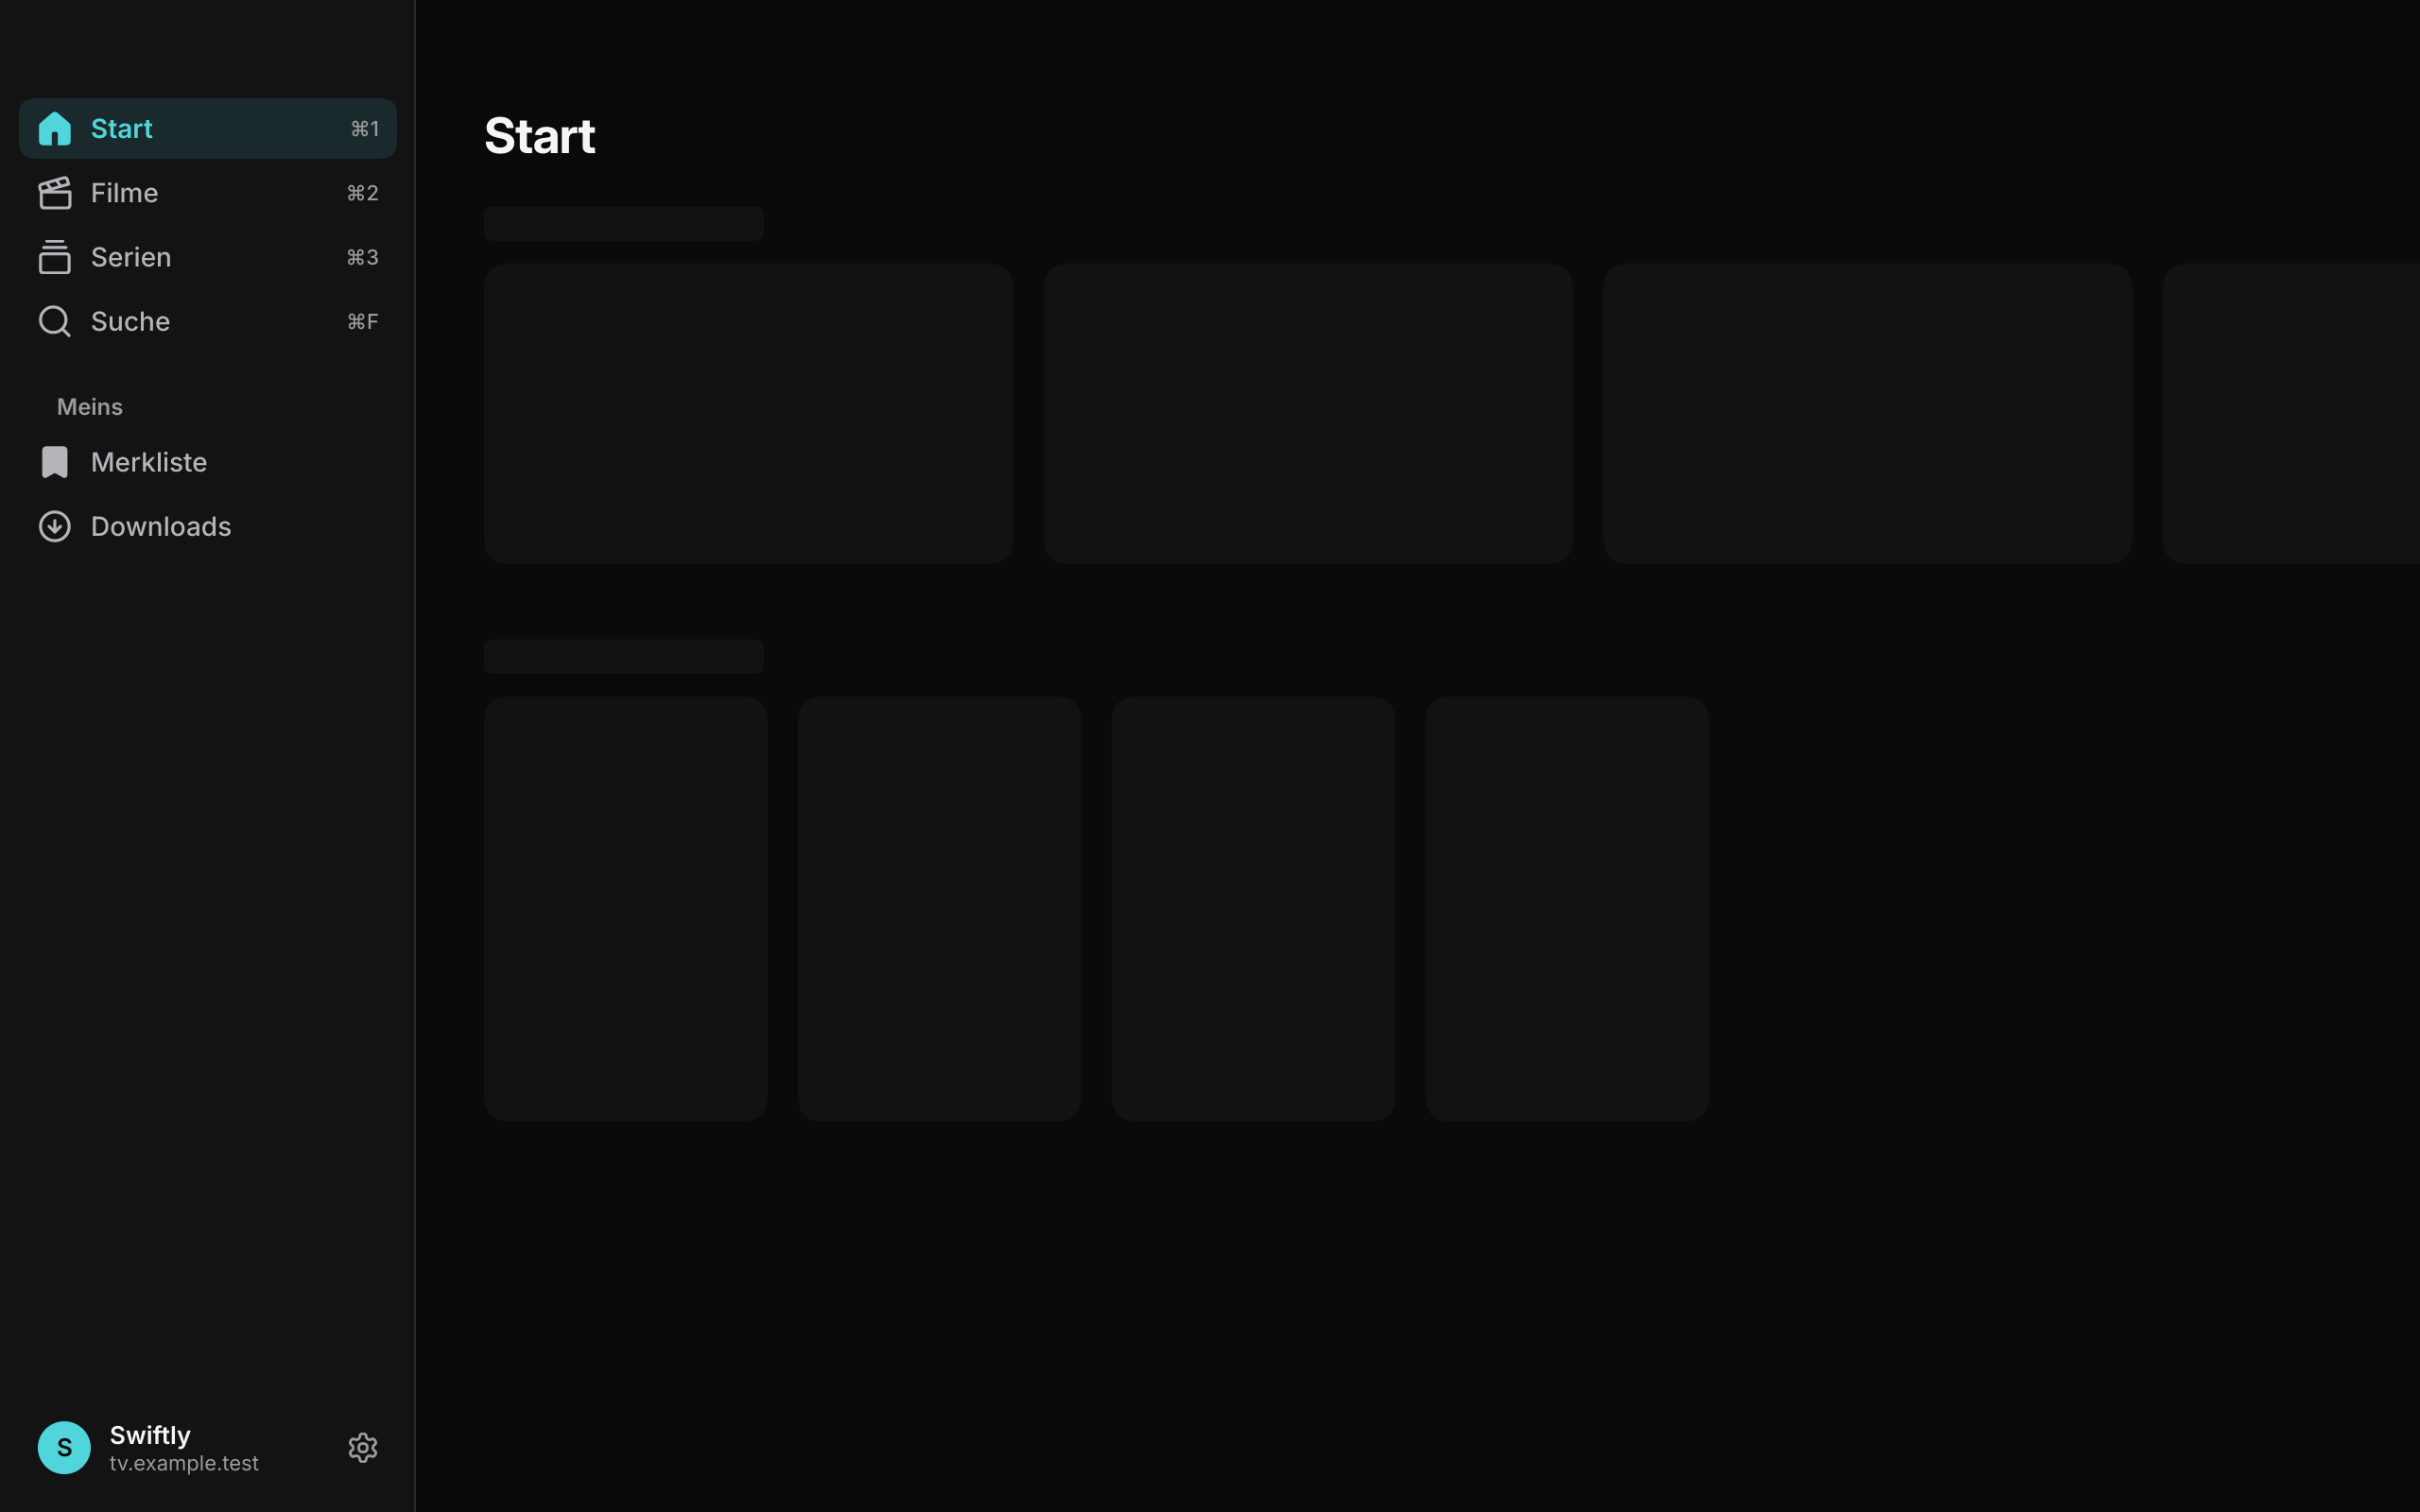 Start ⌘1
Filme ⌘2
Serien ⌘3
Suche ⌘F
Meins
Merkliste
Downloads
S
Swiftly
tv.example.test
Start